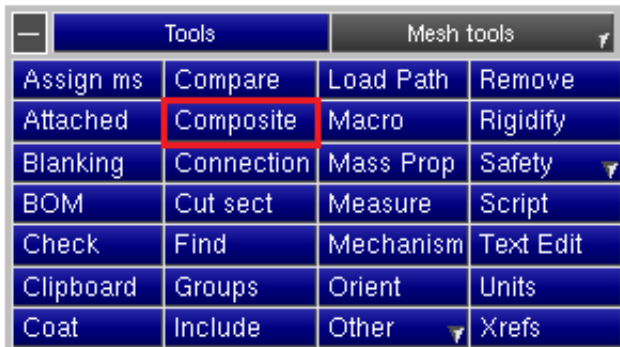 Tools Mesh tools
Assign ms Compare Load Path Remove
Attached Composite Macro Rigidify
Blanking Connection Mass Prop Safety
BOM Cut sect Measure Script
Check Find Mechanism Text Edit
Clipboard Groups Orient Units
Coat Include Other Xrefs